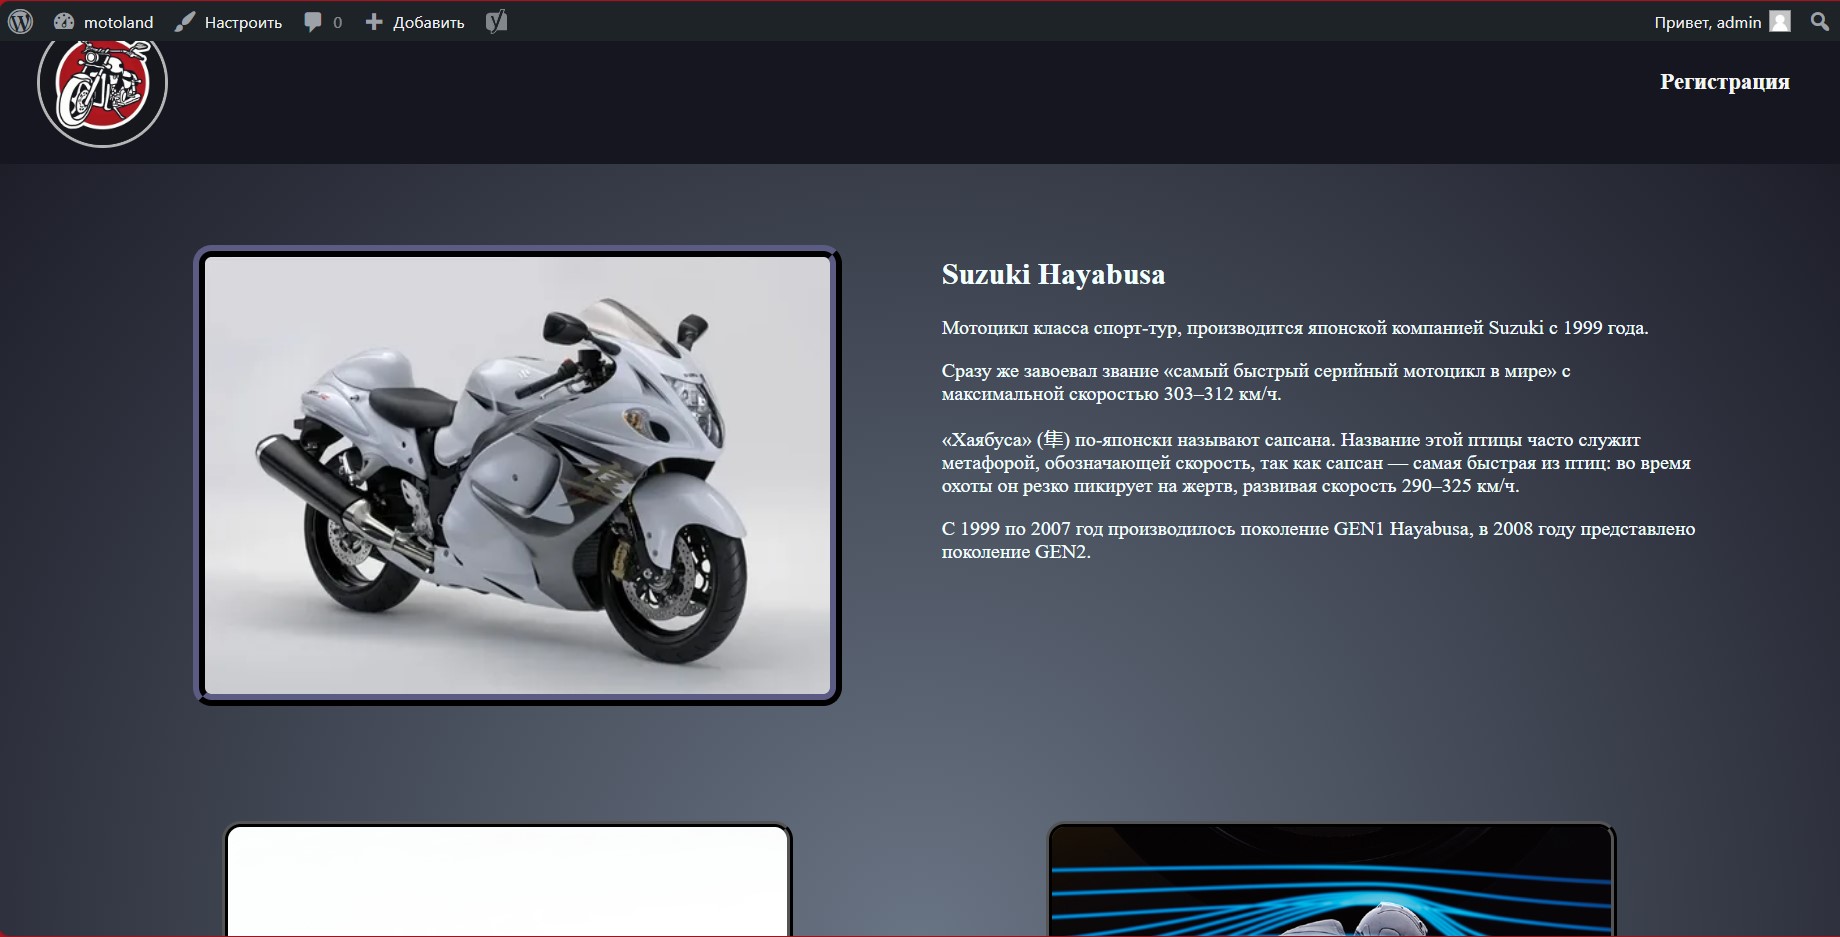 motoland
Настроить
0
Добавить
Привет, admin
Регистрация
Suzuki Hayabusa
Мотоцикл класса спорт-тур, производится японской компанией Suzuki с 1999 года.
Сразу же завоевал звание «самый быстрый серийный мотоцикл в мире» с
максимальной скоростью 303–312 км/ч.
«Хаябуса» (隼) по-японски называют сапсана. Название этой птицы часто служит
метафорой, обозначающей скорость, так как сапсан — самая быстрая из птиц: во время
охоты он резко пикирует на жертв, развивая скорость 290–325 км/ч.
С 1999 по 2007 год производилось поколение GEN1 Hayabusa, в 2008 году представлено
поколение GEN2.